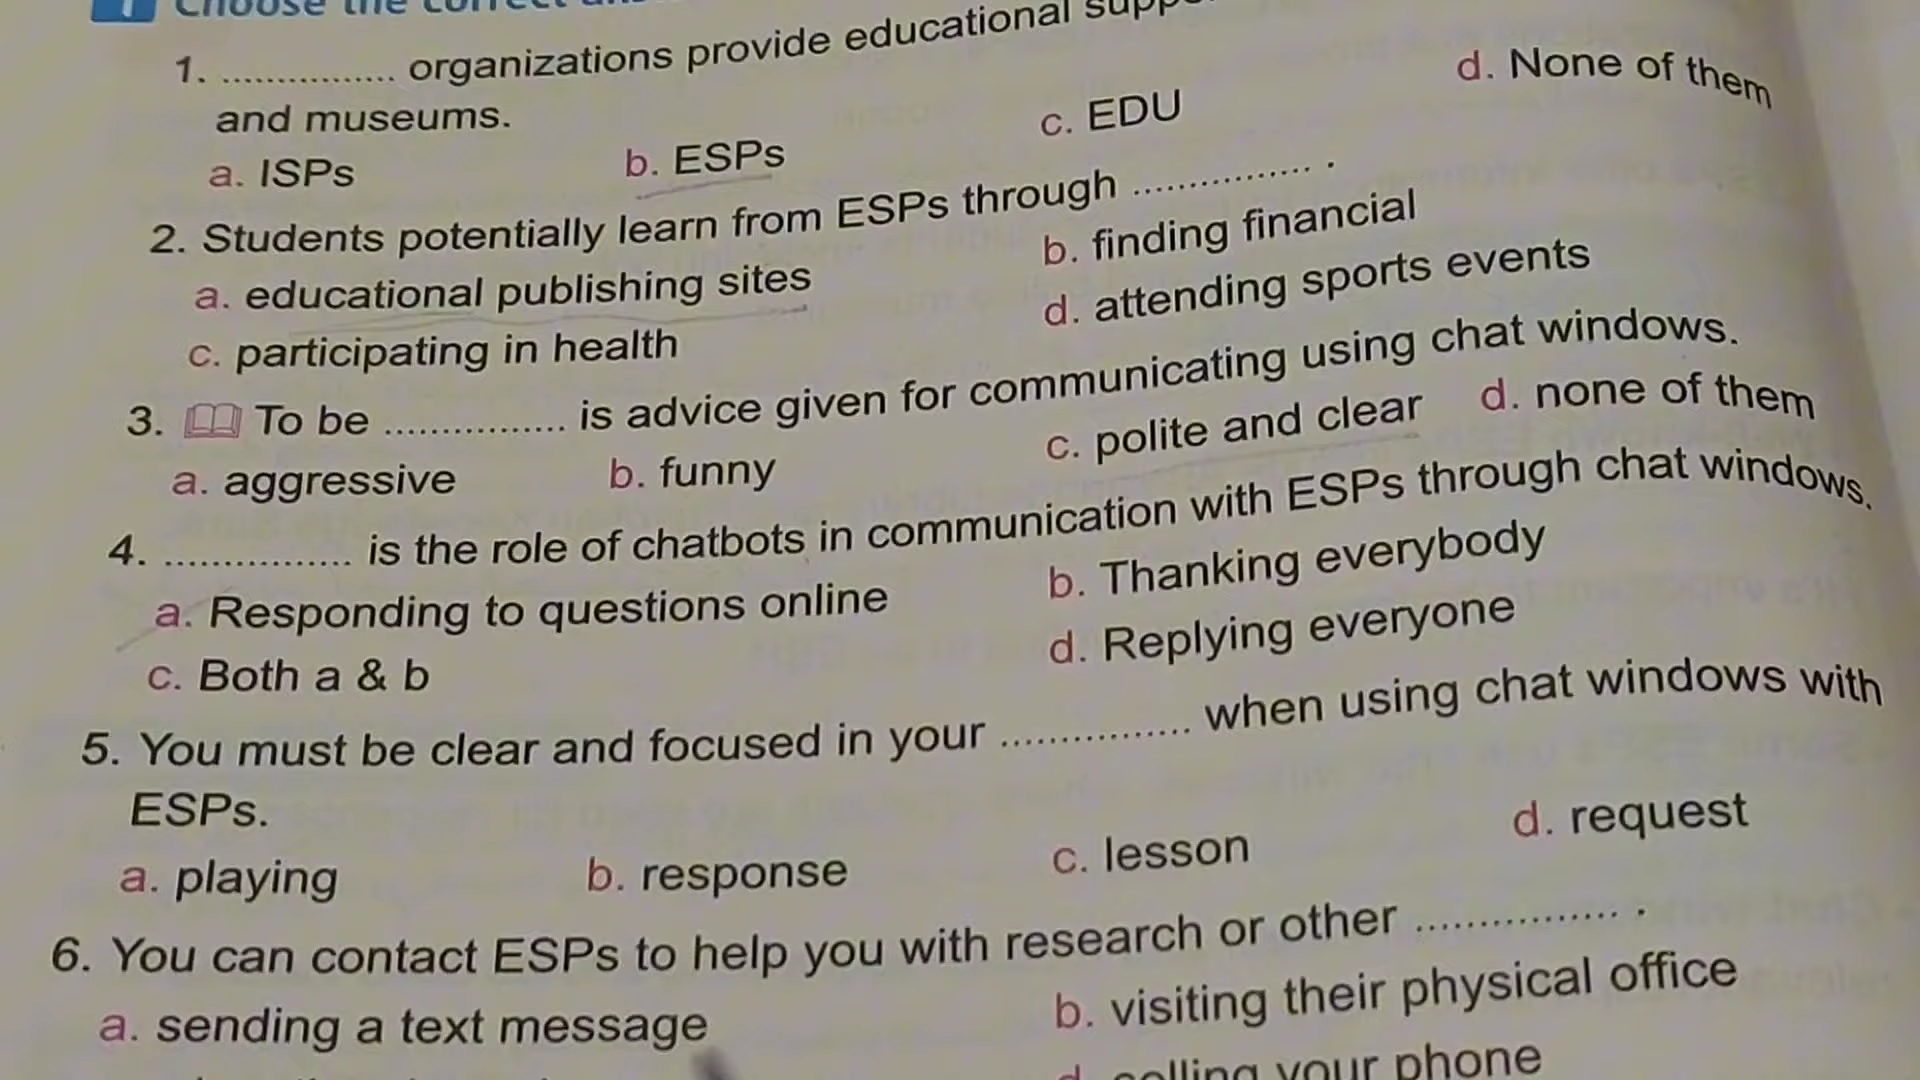 Choose the correct
1. ................ organizations provide educational
and museums.
a. ISPs b. ESPs c. EDU d. None of them
2. Students potentially learn from ESPs through ................ .
a. educational publishing sites b. finding financial
c. participating in health d. attending sports events
3. To be ................ is advice given for communicating using chat windows.
a. aggressive b. funny c. polite and clear d. none of them
4. ................ is the role of chatbots in communication with ESPs through chat windows.
a. Responding to questions online b. Thanking everybody
c. Both a & b d. Replying everyone
5. You must be clear and focused in your ................ when using chat windows with
ESPs.
a. playing b. response c. lesson d. request
6. You can contact ESPs to help you with research or other ................ .
a. sending a text message b. visiting their physical office
your phone